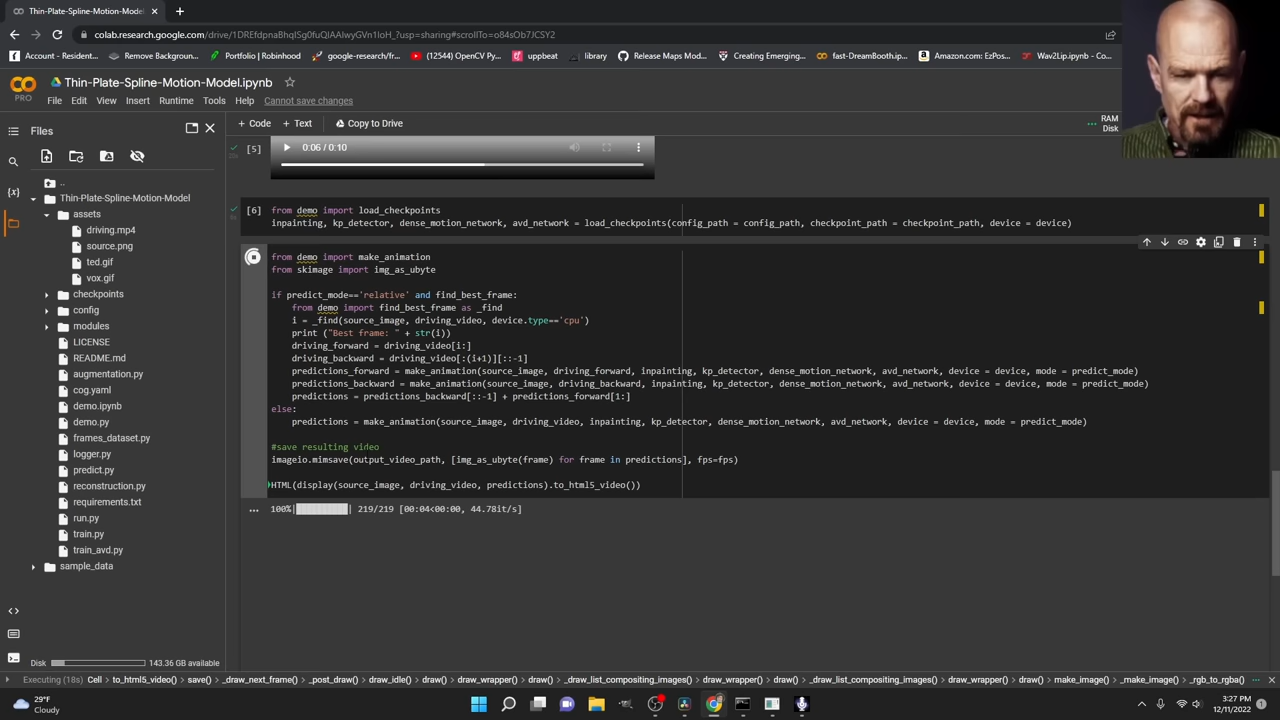 Thin-Plate-Spline-Motion-Model.ip
colab.research.google.com/drive/1DREfdpnaBhqISg0fuQIAAlwyGVn1IoH_?usp=sharing#scrollTo=o84sOb7JCSY2
Account - Resident...
Remove Background...
Portfolio | Robinhood
google-research/fr...
(12544) OpenCV Py...
uppbeat
library
Release Maps Mod...
Creating Emerging...
fast-DreamBooth.i...
Amazon.com: EzPos...
Wav2Lip.ipynb - Co...
PRO
Thin-Plate-Spline-Motion-Model.ipynb
File Edit View Insert Runtime Tools Help Cannot save changes
Files
+ Code + Text Copy to Drive
RAM
Disk
[5]
0:06 / 0:10
..
Thin-Plate-Spline-Motion-Model
assets
driving.mp4
source.png
ted.gif
vox.gif
checkpoints
config
modules
LICENSE
README.md
augmentation.py
cog.yaml
demo.ipynb
demo.py
frames_dataset.py
logger.py
predict.py
reconstruction.py
requirements.txt
run.py
train.py
train_avd.py
sample_data
Disk 143.36 GB available
[6]
from demo import load_checkpoints
inpainting, kp_detector, dense_motion_network, avd_network = load_checkpoints(config_path = config_path, checkpoint_path = checkpoint_path, device = device)
from demo import make_animation
from skimage import img_as_ubyte
if predict_mode=='relative' and find_best_frame:
from demo import find_best_frame as _find
i = _find(source_image, driving_video, device.type=='cpu')
print ("Best frame: " + str(i))
driving_forward = driving_video[i:]
driving_backward = driving_video[:(i+1)][::-1]
predictions_forward = make_animation(source_image, driving_forward, inpainting, kp_detector, dense_motion_network, avd_network, device = device, mode = predict_mode)
predictions_backward = make_animation(source_image, driving_backward, inpainting, kp_detector, dense_motion_network, avd_network, device = device, mode = predict_mode)
predictions = predictions_backward[::-1] + predictions_forward[1:]
else:
predictions = make_animation(source_image, driving_video, inpainting, kp_detector, dense_motion_network, avd_network, device = device, mode = predict_mode)
#save resulting video
imageio.mimsave(output_video_path, [img_as_ubyte(frame) for frame in predictions], fps=fps)
HTML(display(source_image, driving_video, predictions).to_html5_video())
100% 219/219 [00:04<00:00, 44.78it/s]
Executing (18s) Cell > to_html5_video() > save() > _draw_next_frame() > _post_draw() > draw_idle() > draw() > draw_wrapper() > draw() > _draw_list_compositing_images() > draw_wrapper() > draw() > _draw_list_compositing_images() > draw_wrapper() > draw() > make_image() > _make_image() > _rgb_to_rgba()
29°F
Cloudy
3:27 PM
12/11/2022